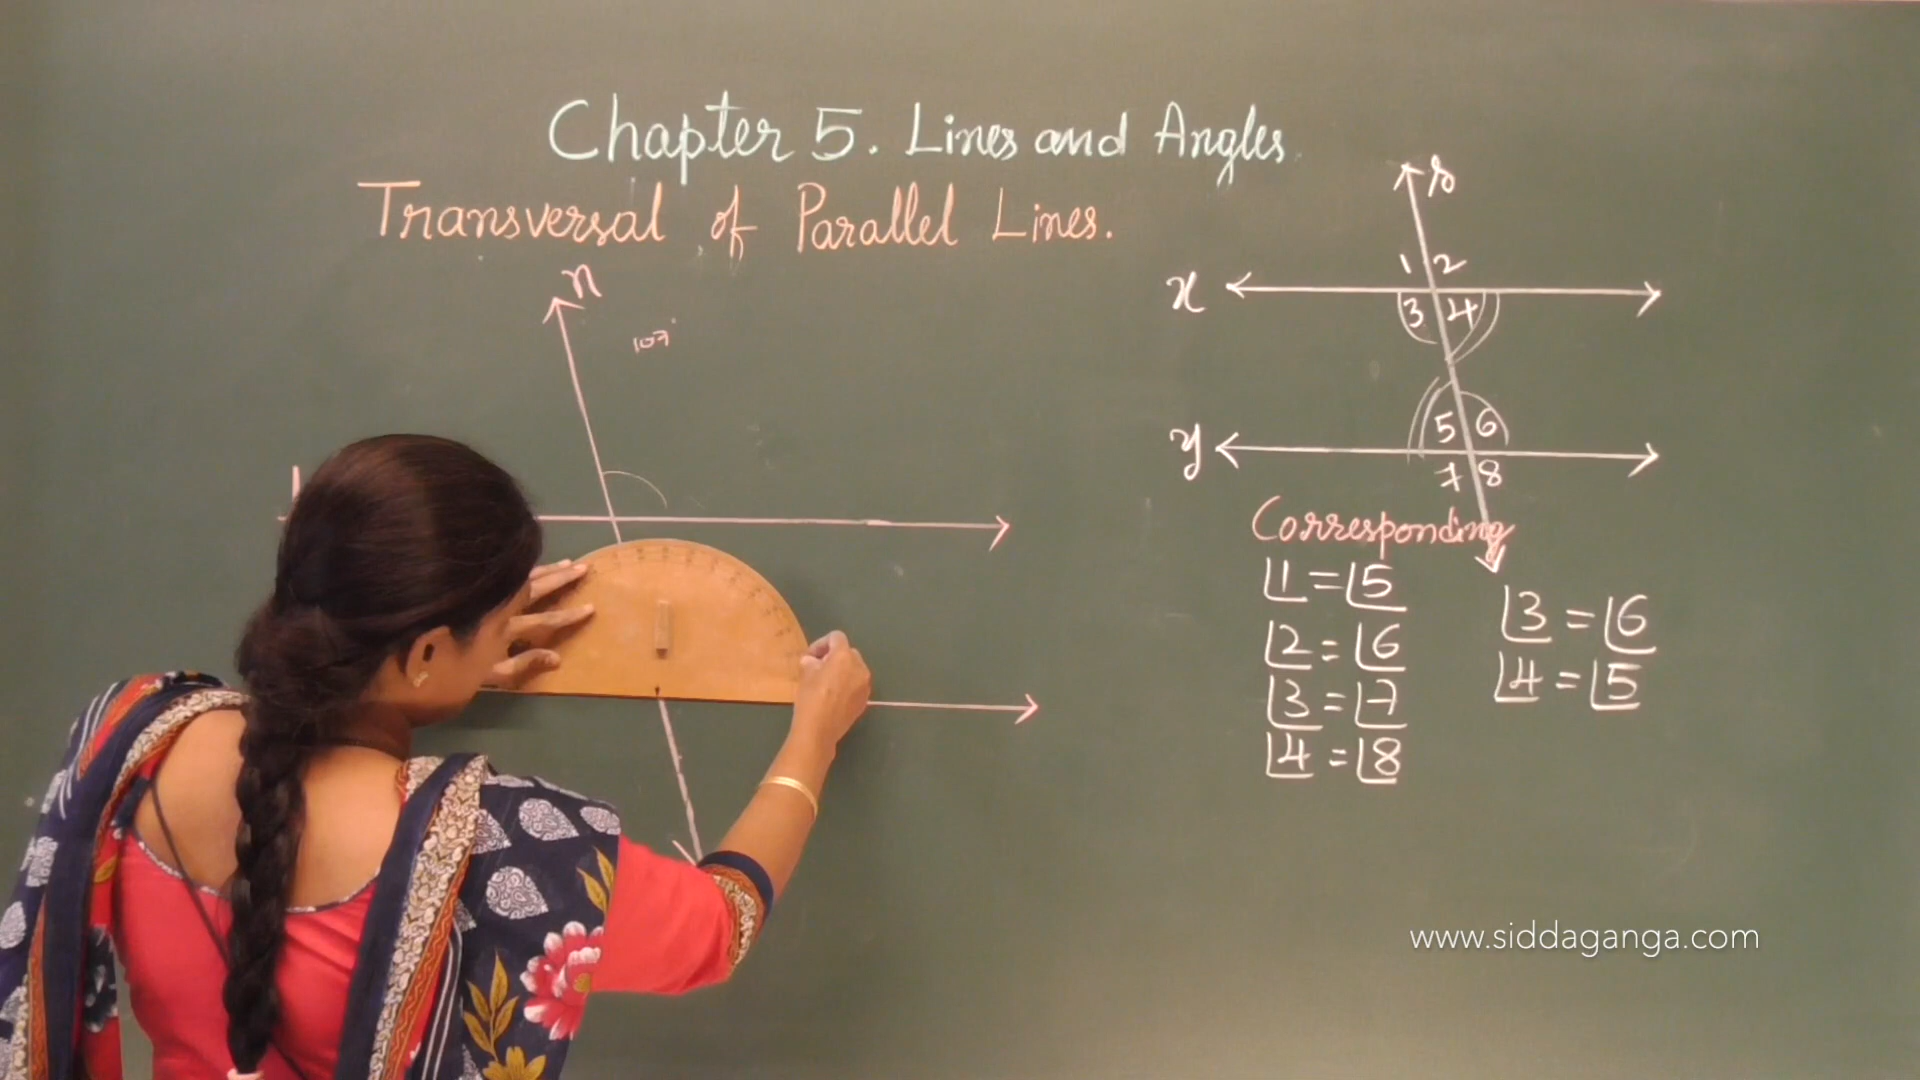 Chapter 5. Lines and Angles
Transversal of Parallel Lines.
n
107°
x
1 2
3 4
y
5 6
7 8
Corresponding
∠1 = ∠5
∠2 = ∠6
∠3 = ∠7
∠4 = ∠8
∠3 = ∠6
∠4 = ∠5
www.siddaganga.com